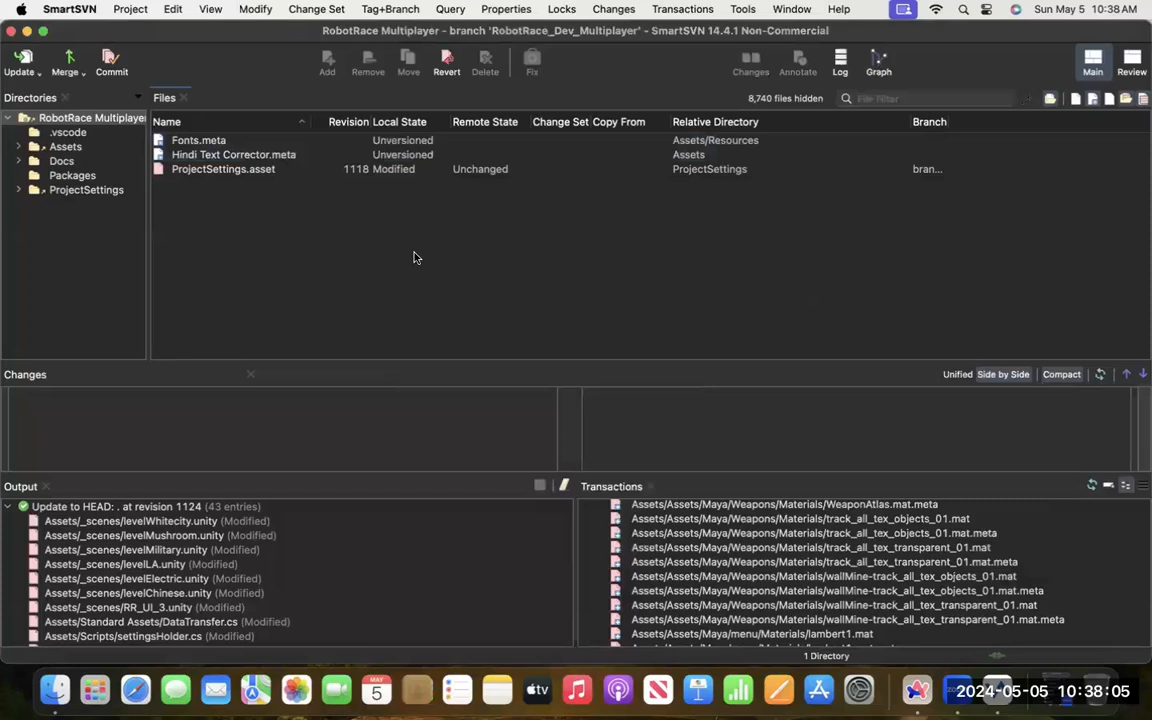 SmartSVN Project Edit View Modify Change Set Tag+Branch Query Properties Locks Changes Transactions Tools Window Help Sun May 5 10:38 AM
RobotRace Multiplayer - branch 'RobotRace_Dev_Multiplayer' - SmartSVN 14.4.1 Non-Commercial
Update Merge Commit Add Remove Move Revert Delete Fix Changes Annotate Log Graph Main Review
Directories Files 8,740 files hidden File Filter
RobotRace Multiplayer
.vscode
Assets
Docs
Packages
ProjectSettings
Name Revision Local State Remote State Change Set Copy From Relative Directory Branch
Fonts.meta Unversioned Assets/Resources
Hindi Text Corrector.meta Unversioned Assets
ProjectSettings.asset 1118 Modified Unchanged ProjectSettings bran...
Changes Unified Side by Side Compact
Output
Update to HEAD: . at revision 1124 (43 entries)
Assets/_scenes/levelWhitecity.unity (Modified)
Assets/_scenes/levelMushroom.unity (Modified)
Assets/_scenes/levelMilitary.unity (Modified)
Assets/_scenes/levelLA.unity (Modified)
Assets/_scenes/levelElectric.unity (Modified)
Assets/_scenes/levelChinese.unity (Modified)
Assets/_scenes/RR_UI_3.unity (Modified)
Assets/Standard Assets/DataTransfer.cs (Modified)
Assets/Scripts/settingsHolder.cs (Modified)
Transactions
Assets/Assets/Maya/Weapons/Materials/WeaponAtlas.mat.meta
Assets/Assets/Maya/Weapons/Materials/track_all_tex_objects_01.mat
Assets/Assets/Maya/Weapons/Materials/track_all_tex_objects_01.mat.meta
Assets/Assets/Maya/Weapons/Materials/track_all_tex_transparent_01.mat
Assets/Assets/Maya/Weapons/Materials/track_all_tex_transparent_01.mat.meta
Assets/Assets/Maya/Weapons/Materials/wallMine-track_all_tex_objects_01.mat
Assets/Assets/Maya/Weapons/Materials/wallMine-track_all_tex_objects_01.mat.meta
Assets/Assets/Maya/Weapons/Materials/wallMine-track_all_tex_transparent_01.mat
Assets/Assets/Maya/Weapons/Materials/wallMine-track_all_tex_transparent_01.mat.meta
Assets/Assets/Maya/menu/Materials/lambert1.mat
1 Directory
MAY
5
tv
2024-05-05 10:38:05